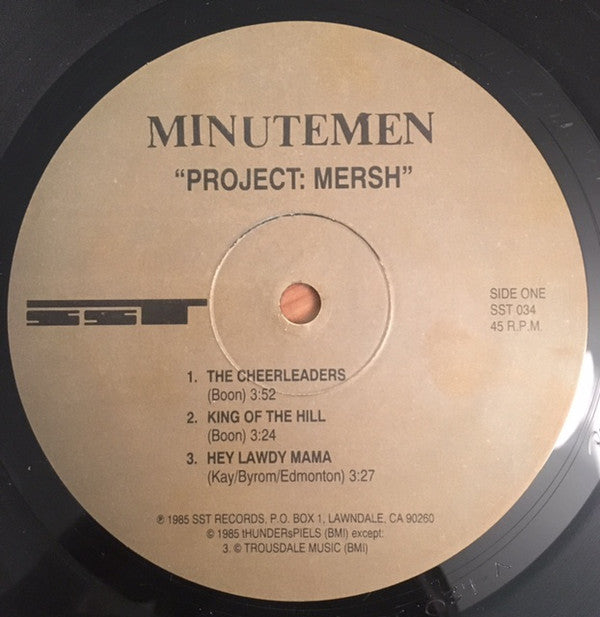 MINUTEMEN
"PROJECT: MERSH"
SST
SIDE ONE
SST 034
45 R.P.M.
1. THE CHEERLEADERS
(Boon) 3:52
2. KING OF THE HILL
(Boon) 3:24
3. HEY LAWDY MAMA
(Kay/Byrom/Edmonton) 3:27
℗ 1985 SST RECORDS, P.O. BOX 1, LAWNDALE, CA 90260
© 1985 tHUNDERsPIELS (BMI) except:
3. © TROUSDALE MUSIC (BMI)